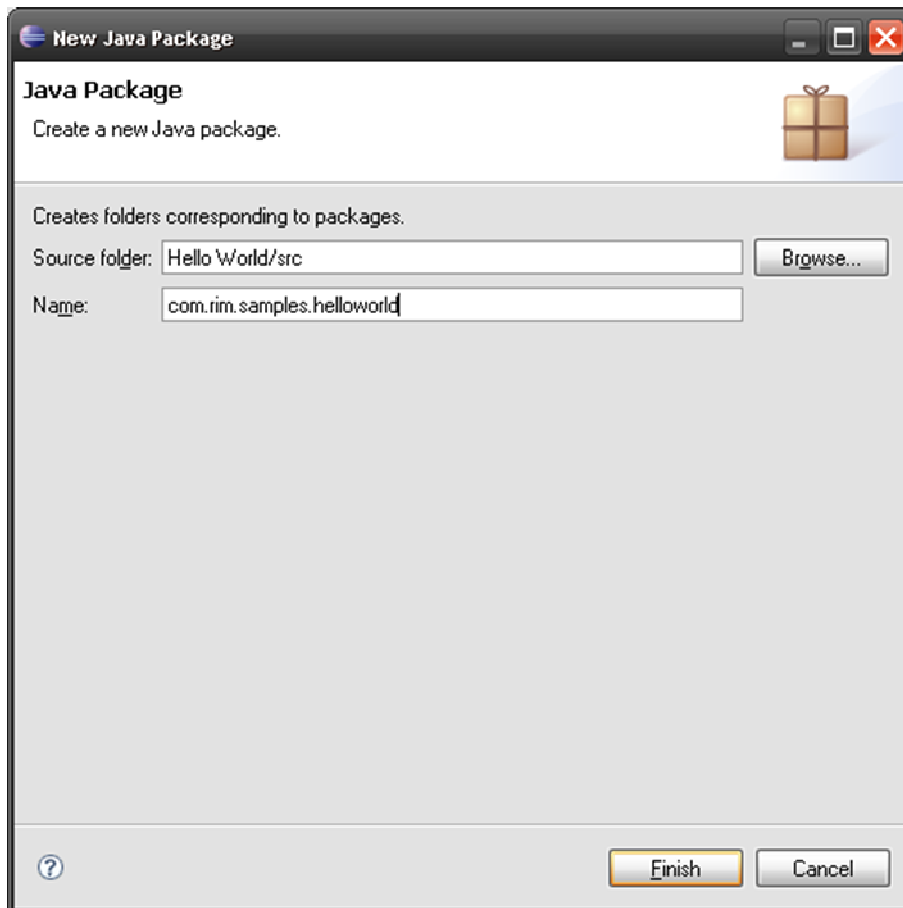 New Java Package
Java Package
Create a new Java package.
Creates folders corresponding to packages.
Source folder: Hello World/src Browse...
Name: com.rim.samples.helloworld
? Finish Cancel